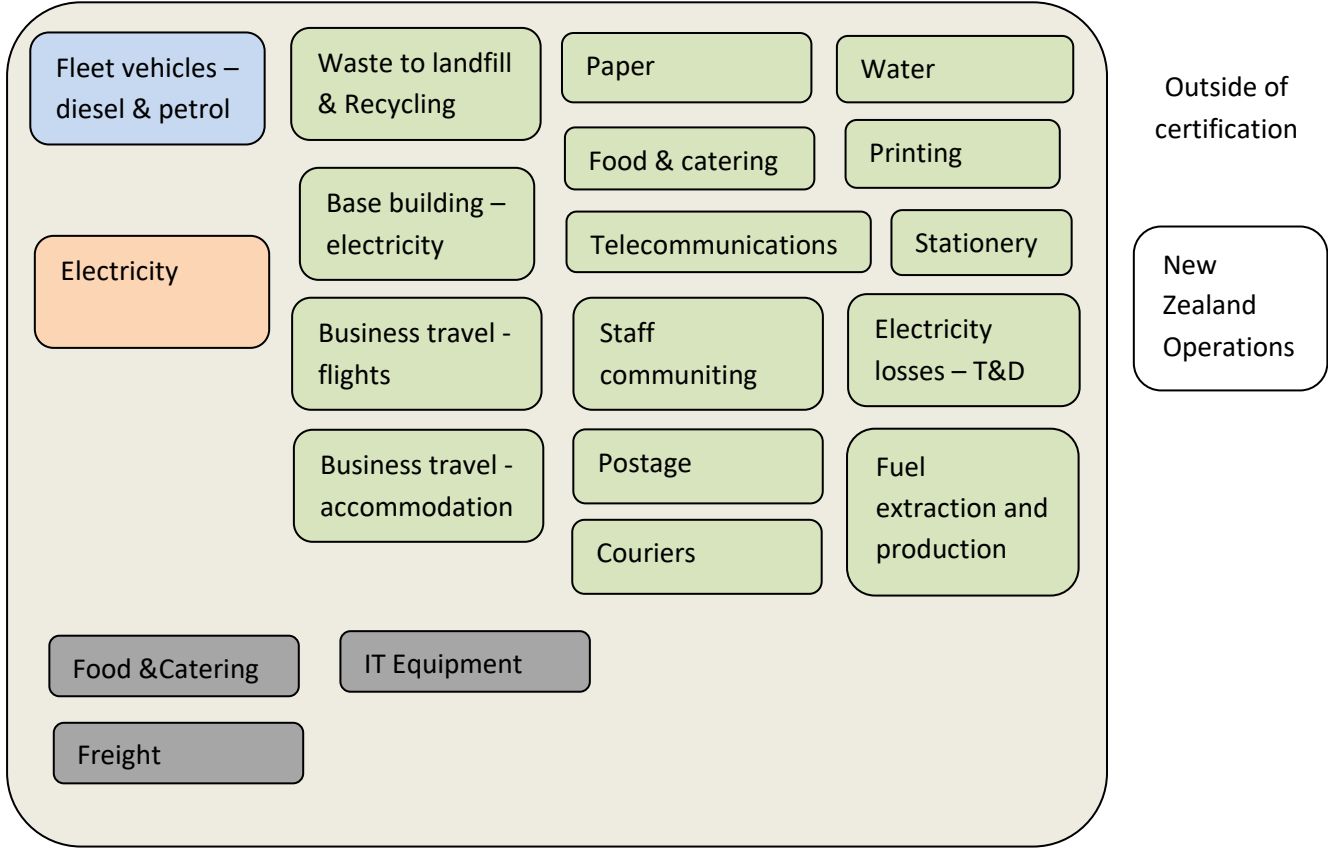 Fleet vehicles –
diesel & petrol
Electricity
Waste to landfill
& Recycling
Base building –
electricity
Business travel -
flights
Business travel -
accommodation
Paper
Food & catering
Telecommunications
Staff
communiting
Postage
Couriers
Water
Printing
Stationery
Electricity
losses – T&D
Fuel
extraction and
production
Food &Catering
IT Equipment
Freight
Outside of
certification
New
Zealand
Operations